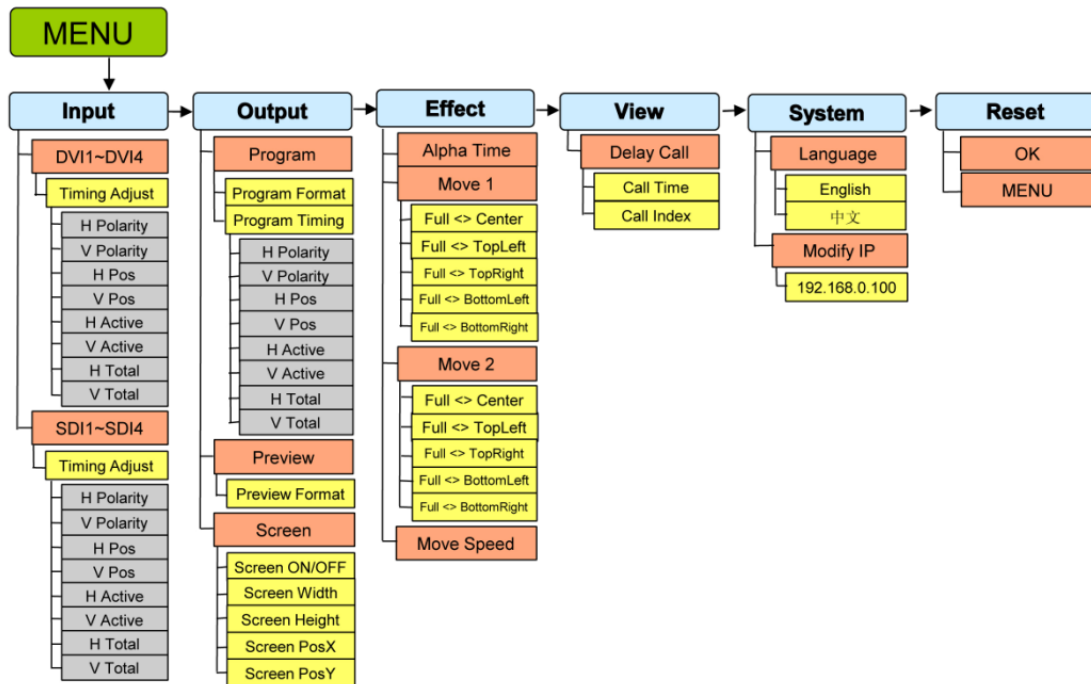 MENU
Input
DVI1~DVI4
Timing Adjust
H Polarity
V Polarity
H Pos
V Pos
H Active
V Active
H Total
V Total
SDI1~SDI4
Timing Adjust
H Polarity
V Polarity
H Pos
V Pos
H Active
V Active
H Total
V Total
Output
Program
Program Format
Program Timing
H Polarity
V Polarity
H Pos
V Pos
H Active
V Active
H Total
V Total
Preview
Preview Format
Screen
Screen ON/OFF
Screen Width
Screen Height
Screen PosX
Screen PosY
Effect
Alpha Time
Move 1
Full <> Center
Full <> TopLeft
Full <> TopRight
Full <> BottomLeft
Full <> BottomRight
Move 2
Full <> Center
Full <> TopLeft
Full <> TopRight
Full <> BottomLeft
Full <> BottomRight
Move Speed
View
Delay Call
Call Time
Call Index
System
Language
English
中文
Modify IP
192.168.0.100
Reset
OK
MENU